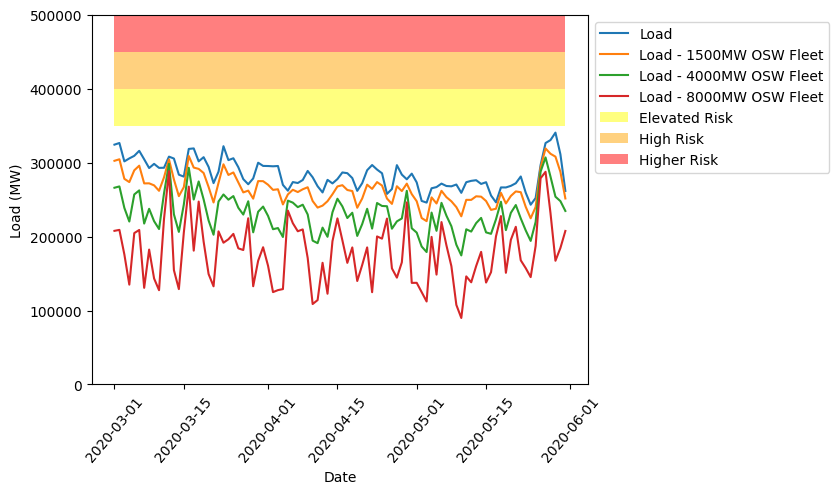 500000
400000
300000
200000
100000
0
Load (MW)
2020-03-01
2020-03-15
2020-04-01
2020-04-15
2020-05-01
2020-05-15
2020-06-01
Date
Load
Load - 1500MW OSW Fleet
Load - 4000MW OSW Fleet
Load - 8000MW OSW Fleet
Elevated Risk
High Risk
Higher Risk